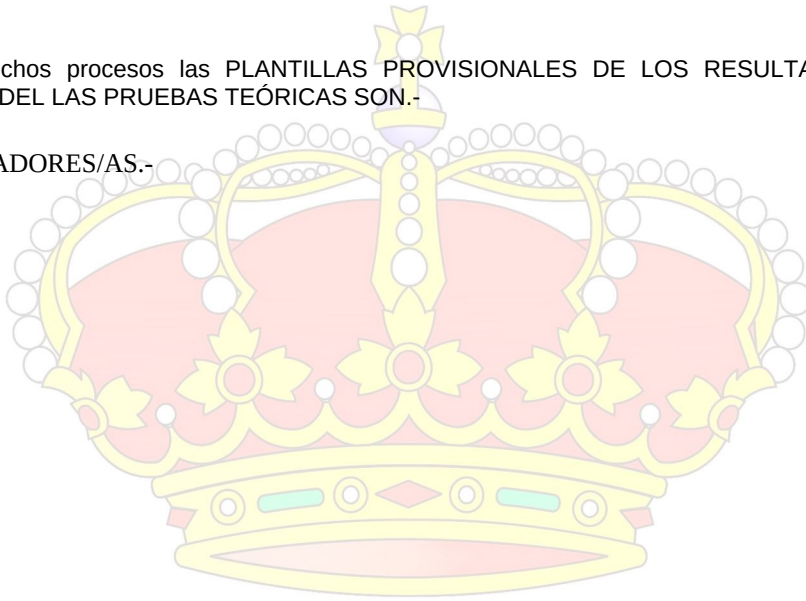 chos procesos las PLANTILLAS PROVISIONALES DE LOS RESULTA
DEL LAS PRUEBAS TEÓRICAS SON.-
ADORES/AS.-